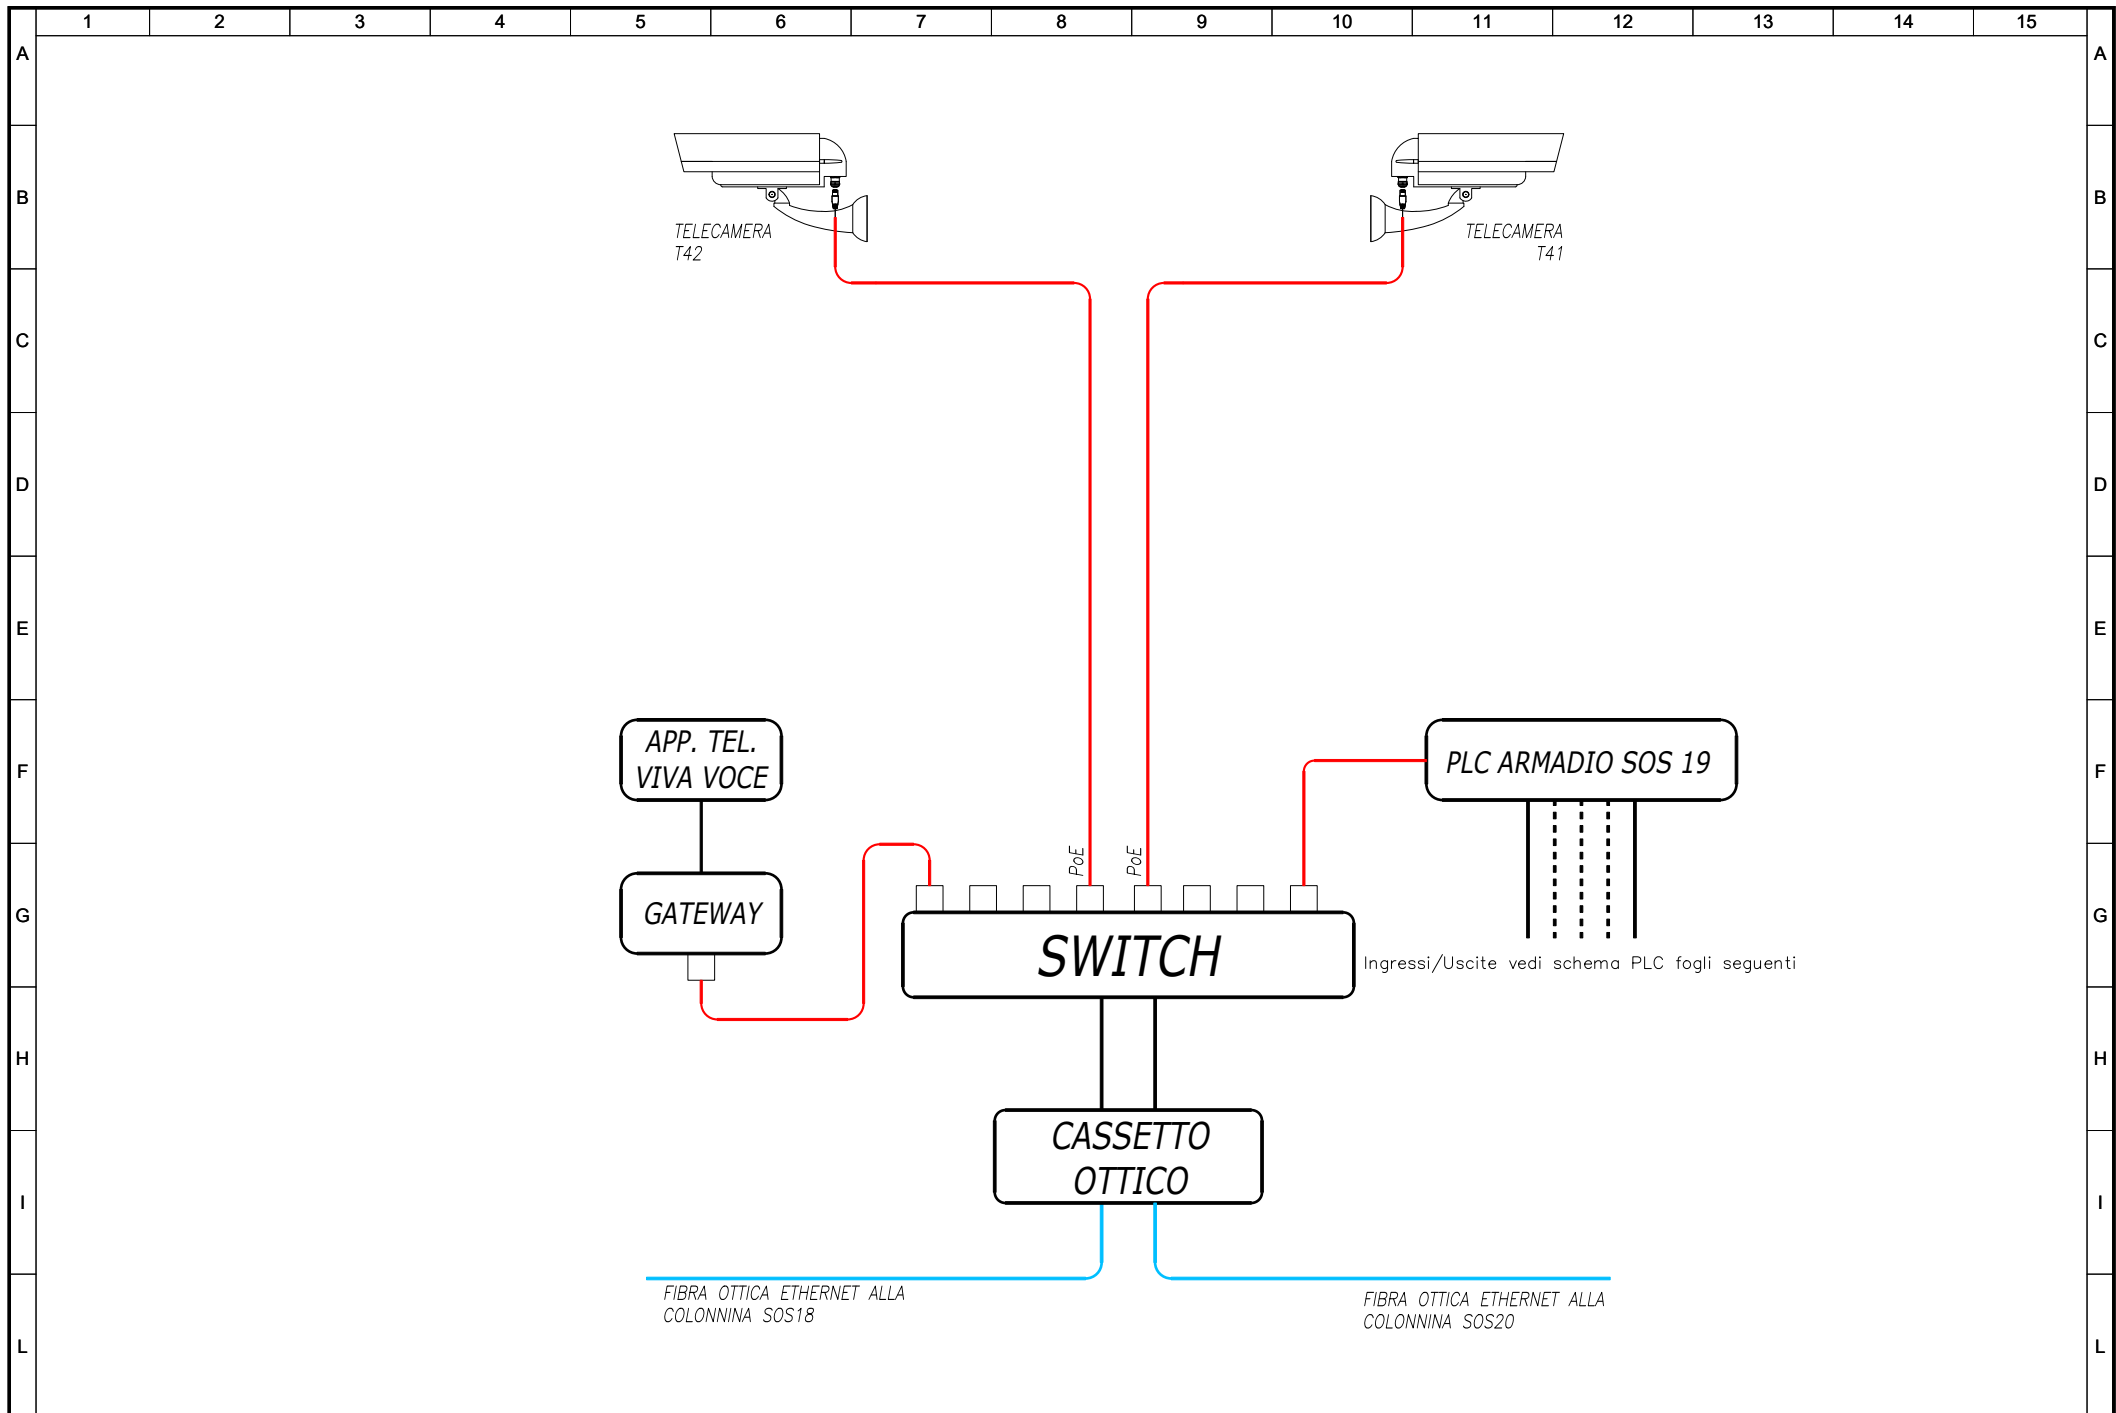 1 2 3 4 5 6 7 8 9 10 11 12 13 14 15
A A
B B
TELECAMERA
T42
TELECAMERA
T41
C C
D D
E E
F F
APP. TEL.
VIVA VOCE
PLC ARMADIO SOS 19
PoE
PoE
G G
GATEWAY
SWITCH
Ingressi/Uscite vedi schema PLC fogli seguenti
H H
CASSETTO
OTTICO
I I
FIBRA OTTICA ETHERNET ALLA
COLONNINA SOS18
FIBRA OTTICA ETHERNET ALLA
COLONNINA SOS20
L L